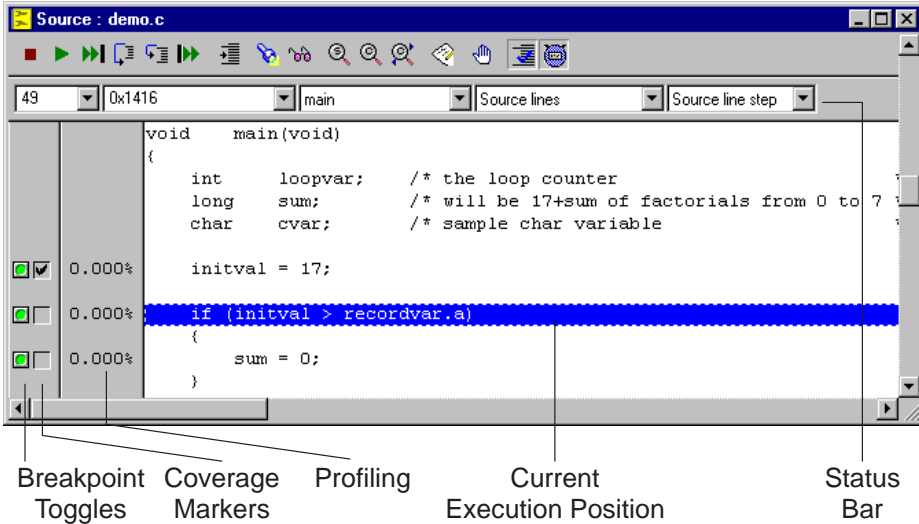 Source : demo.c
49 0x1416 main Source lines Source line step
void main(void)
{
int loopvar; /* the loop counter *
long sum; /* will be 17+sum of factorials from 0 to 7 *
char cvar; /* sample char variable *
0.000% initval = 17;
0.000% if (initval > recordvar.a)
{
0.000% sum = 0;
}
Breakpoint Toggles
Coverage Markers
Profiling
Current Execution Position
Status Bar